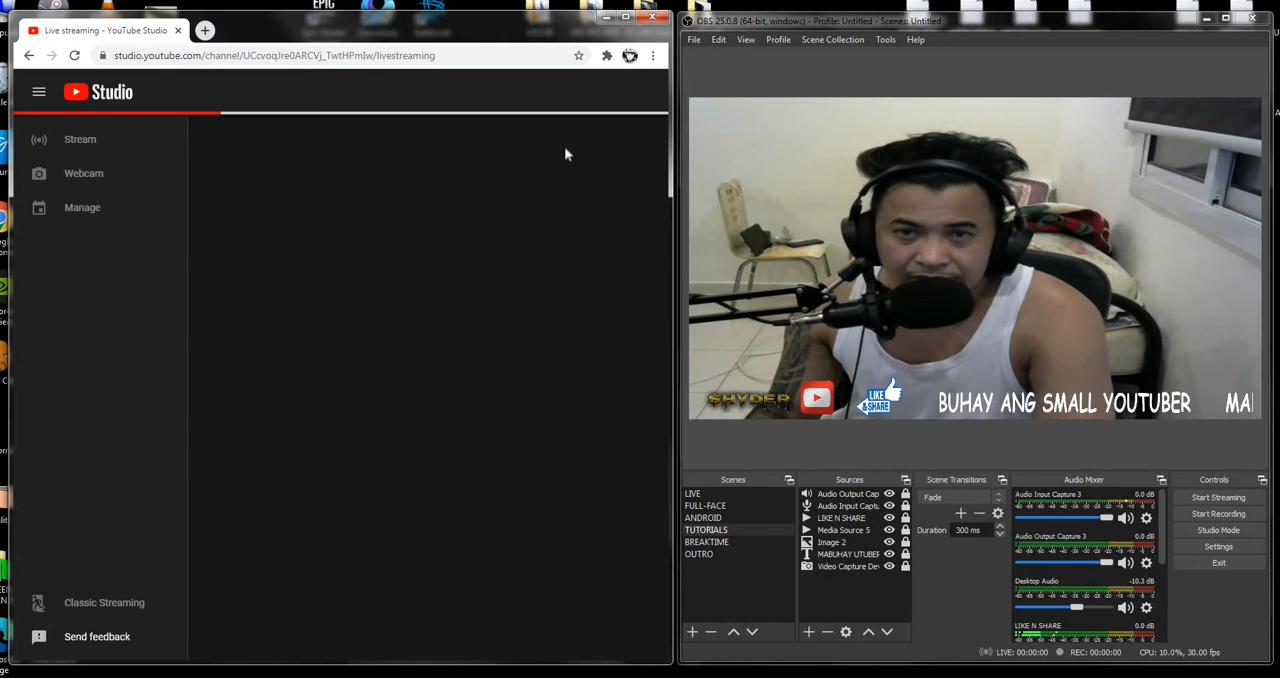 EPIC
Live streaming - YouTube Studio
OBS 25.0.8 (64-bit, windows) - Profile: Untitled - Scenes: Untitled
studio.youtube.com/channel/UCcvoqJre0ARCVj_TwtHPmIw/livestreaming
File Edit View Profile Scene Collection Tools Help
Studio
Stream
Webcam
Manage
SHYDER
LIKE
&SHARE
BUHAY ANG SMALL YOUTUBER MA
Classic Streaming
Send feedback
Scenes
LIVE
FULL-FACE
ANDROID
TUTORIALS
BREAKTIME
OUTRO
Sources
Audio Output Cap
Audio Input Captu
LIKE N SHARE
Media Source 5
Image 2
MABUHAY UTUBER
Video Capture Dev
Scene Transitions
Fade
Duration 300 ms
Audio Mixer
Audio Input Capture 3 0.0 dB
Audio Output Capture 3 0.0 dB
Desktop Audio -10.3 dB
LIKE N SHARE 0.0 dB
Controls
Start Streaming
Start Recording
Studio Mode
Settings
Exit
LIVE: 00:00:00 REC: 00:00:00 CPU: 10.0%, 30.00 fps